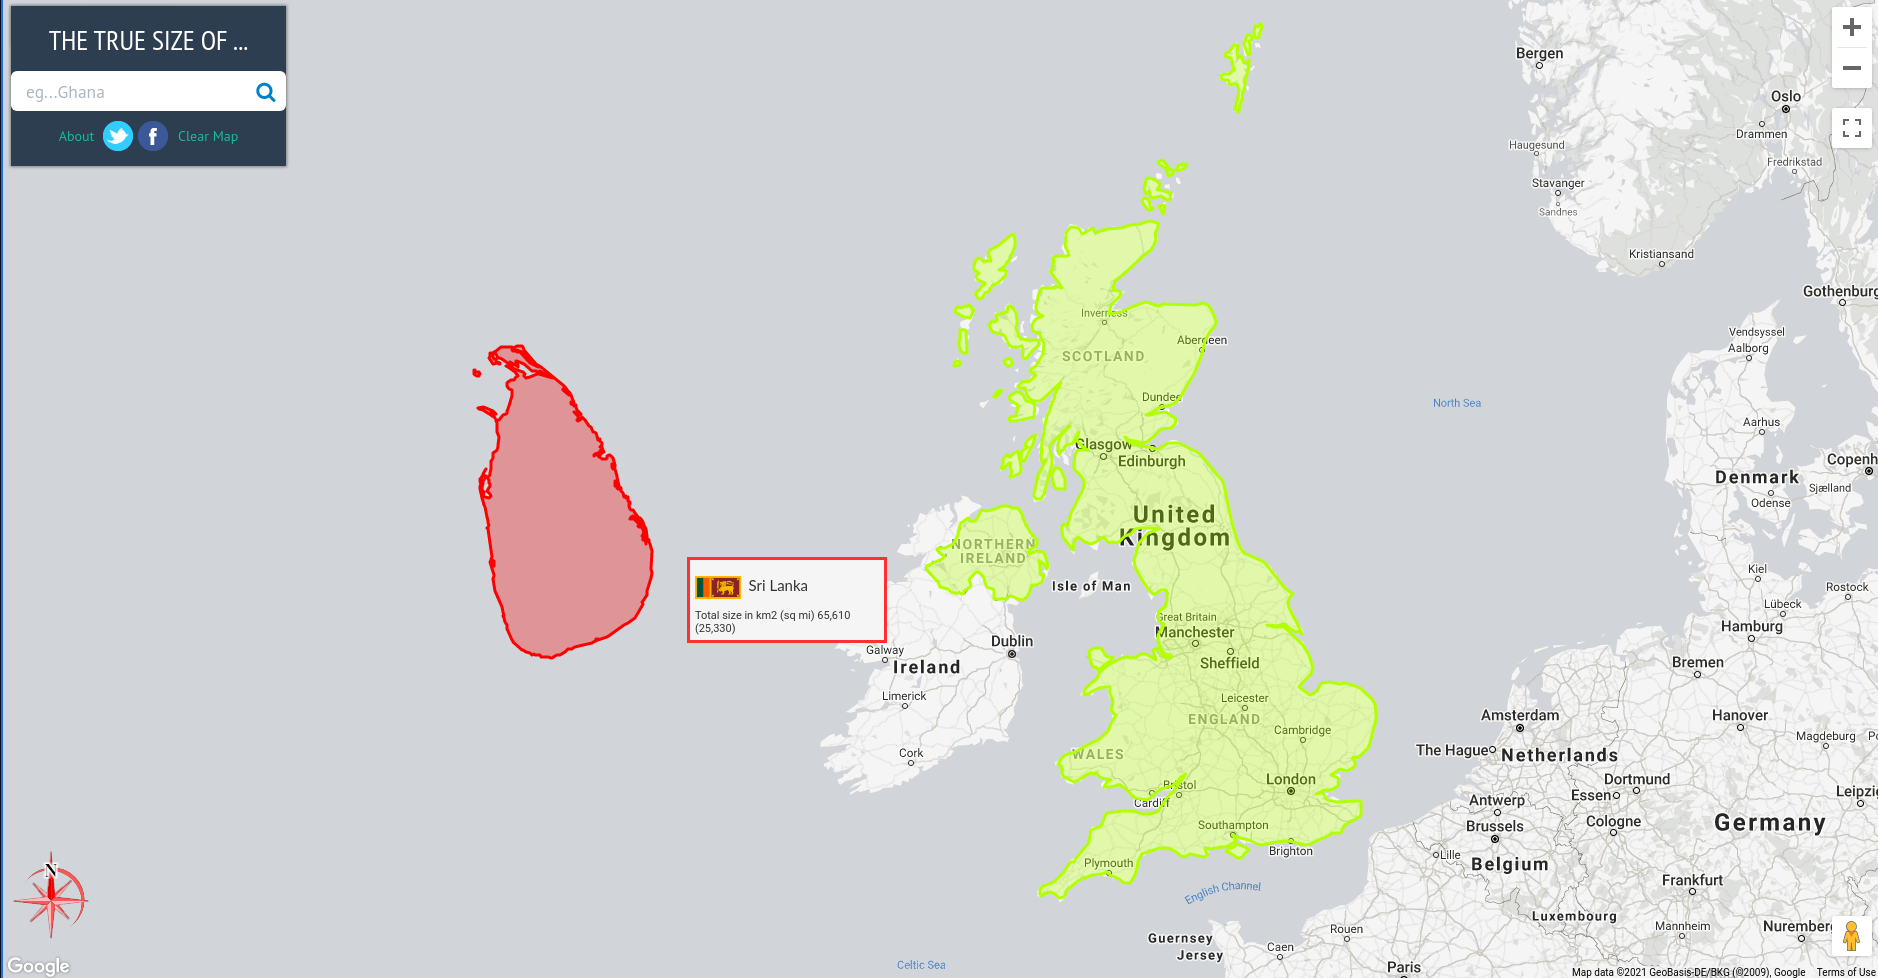 THE TRUE SIZE OF ...
eg...Ghana
About
Clear Map
Bergen
Oslo
Drammen
Haugesund
Fredrikstad
Stavanger
Sandnes
Kristiansand
Gothenburg
Vendsyssel
Aalborg
Inverness
Aberdeen
SCOTLAND
Dundee
North Sea
Aarhus
Glasgow
Edinburgh
Copenh
Denmark
Sjælland
Odense
United
Kingdom
NORTHERN
IRELAND
Isle of Man
Kiel
Rostock
Lübeck
Hamburg
Sri Lanka
Total size in km2 (sq mi) 65,610
(25,330)
Great Britain
Manchester
Dublin
Galway
Ireland
Sheffield
Bremen
Limerick
Leicester
ENGLAND
Cambridge
Amsterdam
Hanover
Magdeburg
Po
Cork
WALES
The Hague
Netherlands
London
Dortmund
Bristol
Cardiff
Essen
Leipzig
Antwerp
Southampton
Brussels
Cologne
Germany
Brighton
Lille
Belgium
Plymouth
English Channel
Frankfurt
N
Luxembourg
Rouen
Mannheim
Nuremberg
Guernsey
Jersey
Caen
Celtic Sea
Paris
Google
Map data ©2021 GeoBasis-DE/BKG (©2009), Google
Terms of Use